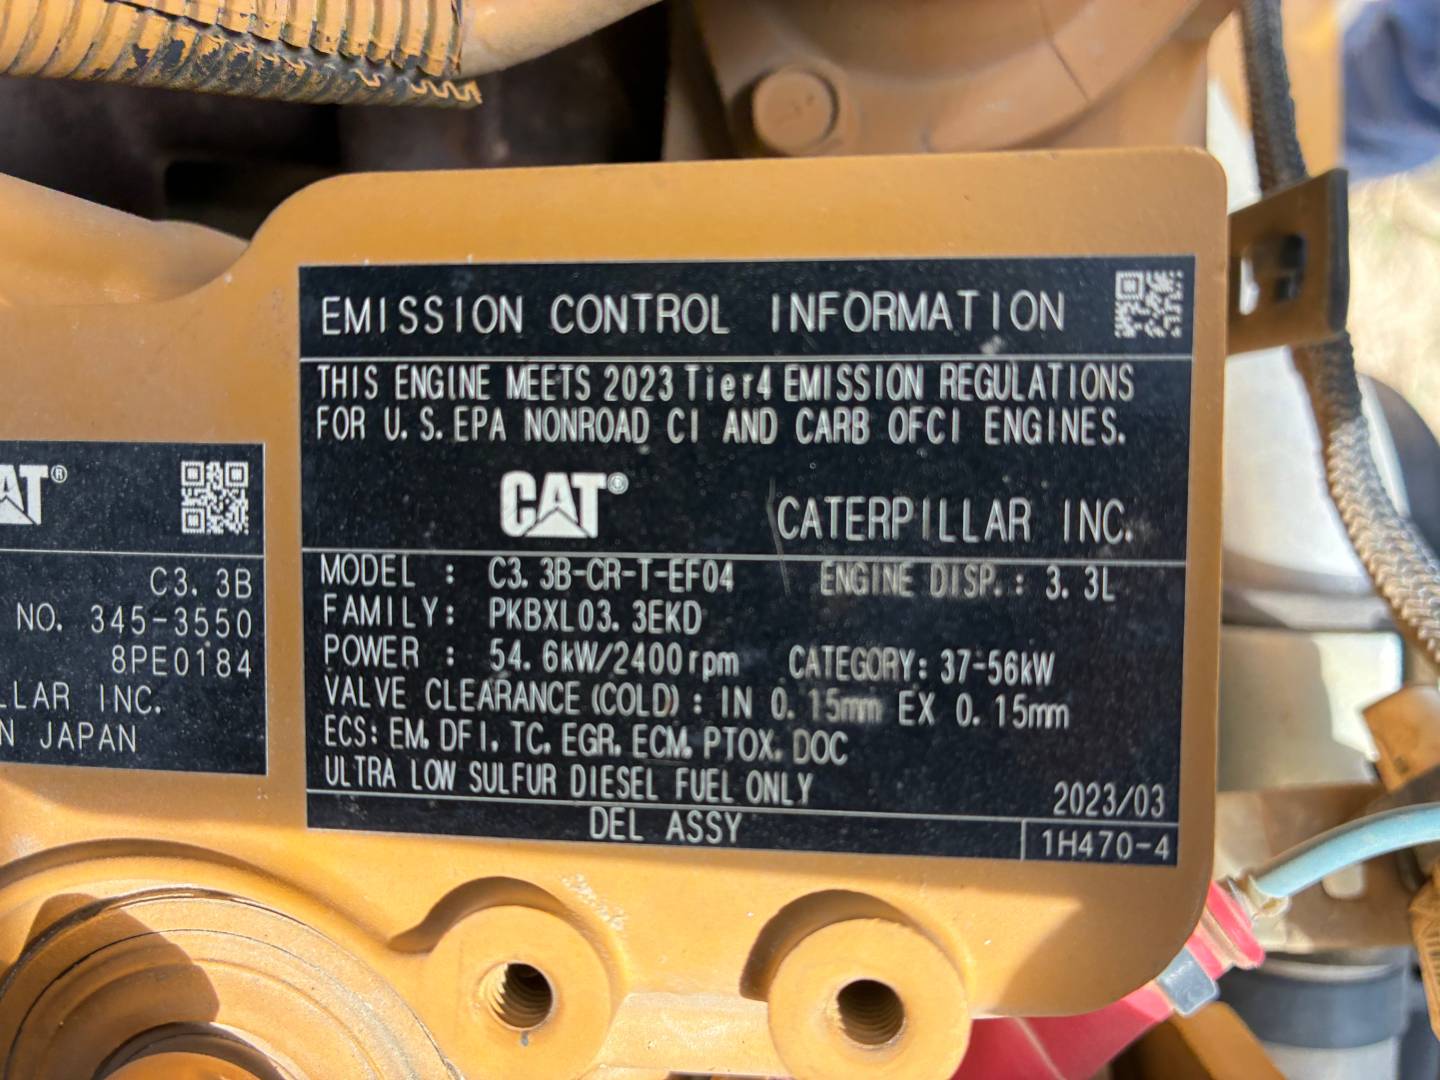 EMISSION CONTROL INFORMATION
THIS ENGINE MEETS 2023 Tier4 EMISSION REGULATIONS
FOR U.S. EPA NONROAD CI AND CARB OFCI ENGINES.
CAT®
CATERPILLAR INC.
MODEL : C3.3B-CR-T-EF04 ENGINE DISP.: 3.3L
FAMILY: PKBXL03.3EKD
POWER : 54.6kW/2400rpm CATEGORY: 37-56kW
VALVE CLEARANCE (COLD) : IN 0.15mm EX 0.15mm
ECS: EM, DFI, TC, EGR, ECM, PTOX, DOC
ULTRA LOW SULFUR DIESEL FUEL ONLY
2023/03
DEL ASSY
1H470-4
AT®
C3.3B
NO. 345-3550
8PE0184
LLAR INC.
N JAPAN